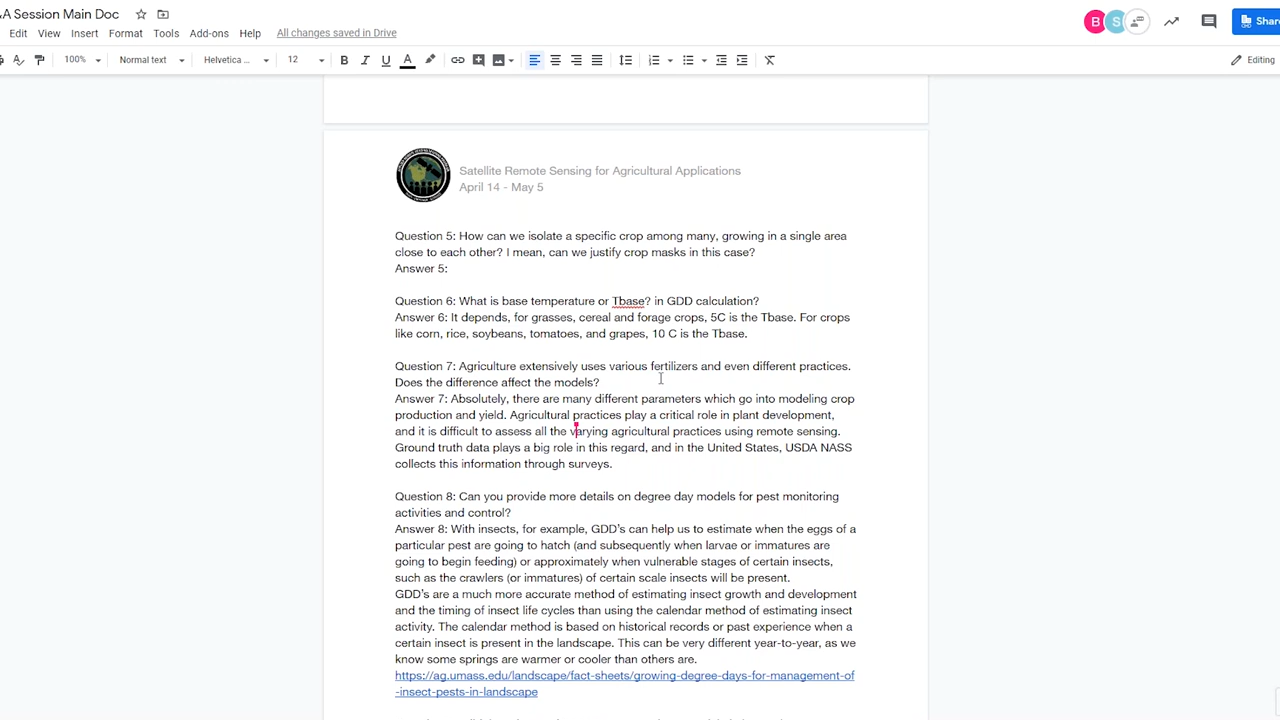 &A Session Main Doc
Edit View Insert Format Tools Add-ons Help All changes saved in Drive
B S Share
100% Normal text Helvetica ... 12 B I U A Editing
Satellite Remote Sensing for Agricultural Applications
April 14 - May 5
Question 5: How can we isolate a specific crop among many, growing in a single area
close to each other? I mean, can we justify crop masks in this case?
Answer 5:
Question 6: What is base temperature or Tbase? in GDD calculation?
Answer 6: It depends, for grasses, cereal and forage crops, 5C is the Tbase. For crops
like corn, rice, soybeans, tomatoes, and grapes, 10 C is the Tbase.
Question 7: Agriculture extensively uses various fertilizers and even different practices.
Does the difference affect the models?
Answer 7: Absolutely, there are many different parameters which go into modeling crop
production and yield. Agricultural practices play a critical role in plant development,
and it is difficult to assess all the varying agricultural practices using remote sensing.
Ground truth data plays a big role in this regard, and in the United States, USDA NASS
collects this information through surveys.
Question 8: Can you provide more details on degree day models for pest monitoring
activities and control?
Answer 8: With insects, for example, GDD's can help us to estimate when the eggs of a
particular pest are going to hatch (and subsequently when larvae or immatures are
going to begin feeding) or approximately when vulnerable stages of certain insects,
such as the crawlers (or immatures) of certain scale insects will be present.
GDD's are a much more accurate method of estimating insect growth and development
and the timing of insect life cycles than using the calendar method of estimating insect
activity. The calendar method is based on historical records or past experience when a
certain insect is present in the landscape. This can be very different year-to-year, as we
know some springs are warmer or cooler than others are.
https://ag.umass.edu/landscape/fact-sheets/growing-degree-days-for-management-of
-insect-pests-in-landscape